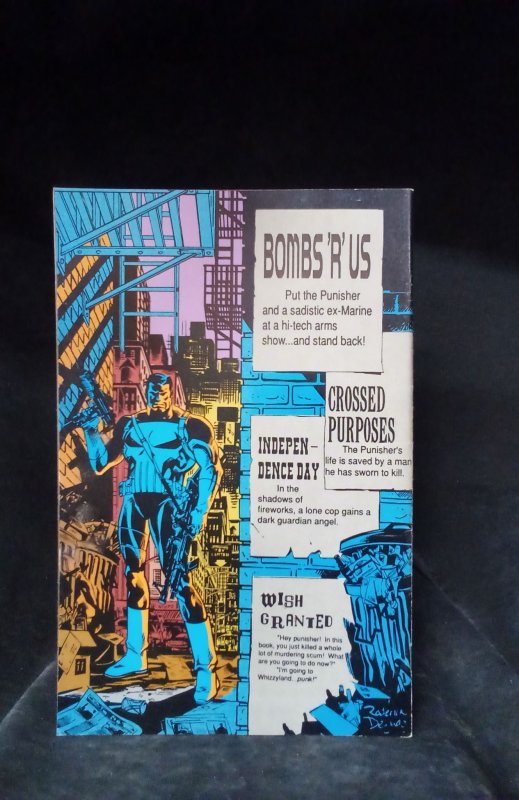 BOMBS 'R' US
Put the Punisher
and a sadistic ex-Marine
at a hi-tech arms
show...and stand back!
CROSSED
PURPOSES
The Punisher's
life is saved by a man
he has sworn to kill.
INDEPEN-
DENCE DAY
In the
shadows of
fireworks, a lone cop gains a
dark guardian angel.
WISH
GRANTED
"Hey punisher! In this
book, you just killed a whole
lot of murdering scum! What
are you going to do now?"
"I'm going to
Whizzyland...punk!"